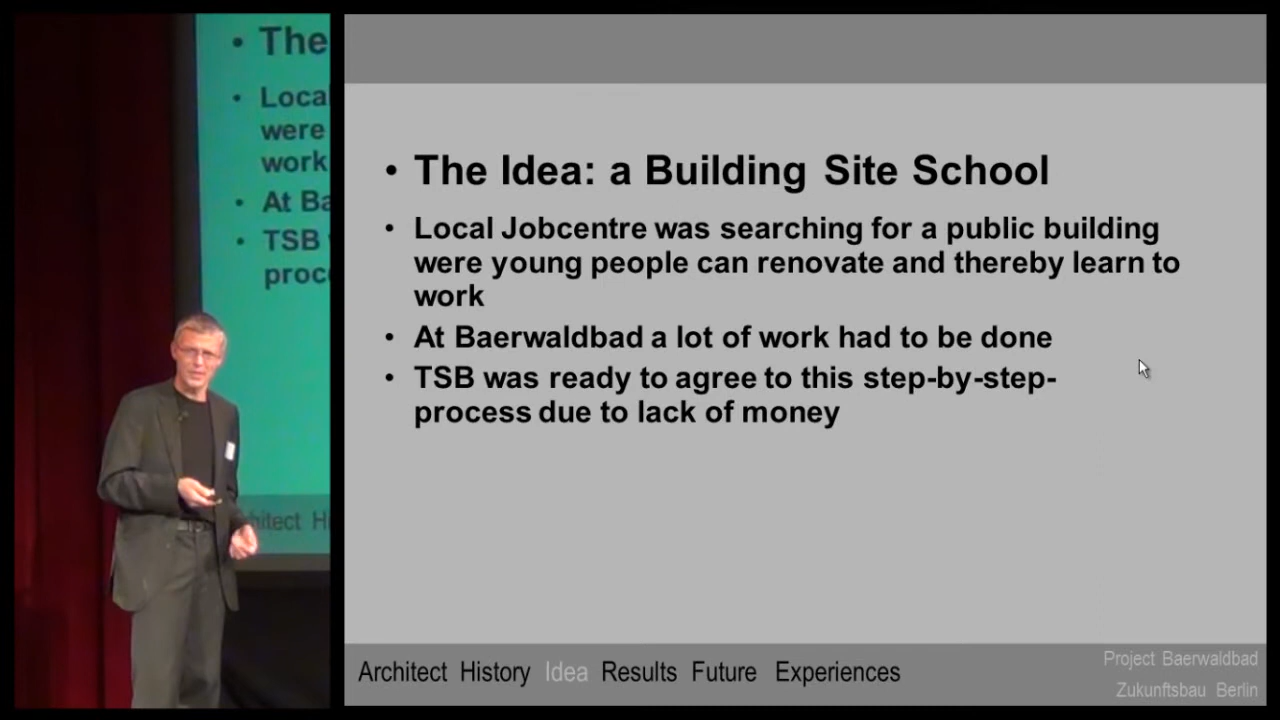 • The
• Local
were
work
• At Ba
• TSB
proc
hitect Hi
• The Idea: a Building Site School
• Local Jobcentre was searching for a public building
were young people can renovate and thereby learn to
work
• At Baerwaldbad a lot of work had to be done
• TSB was ready to agree to this step-by-step-
process due to lack of money
Architect History Idea Results Future Experiences
Project Baerwaldbad
Zukunftsbau Berlin